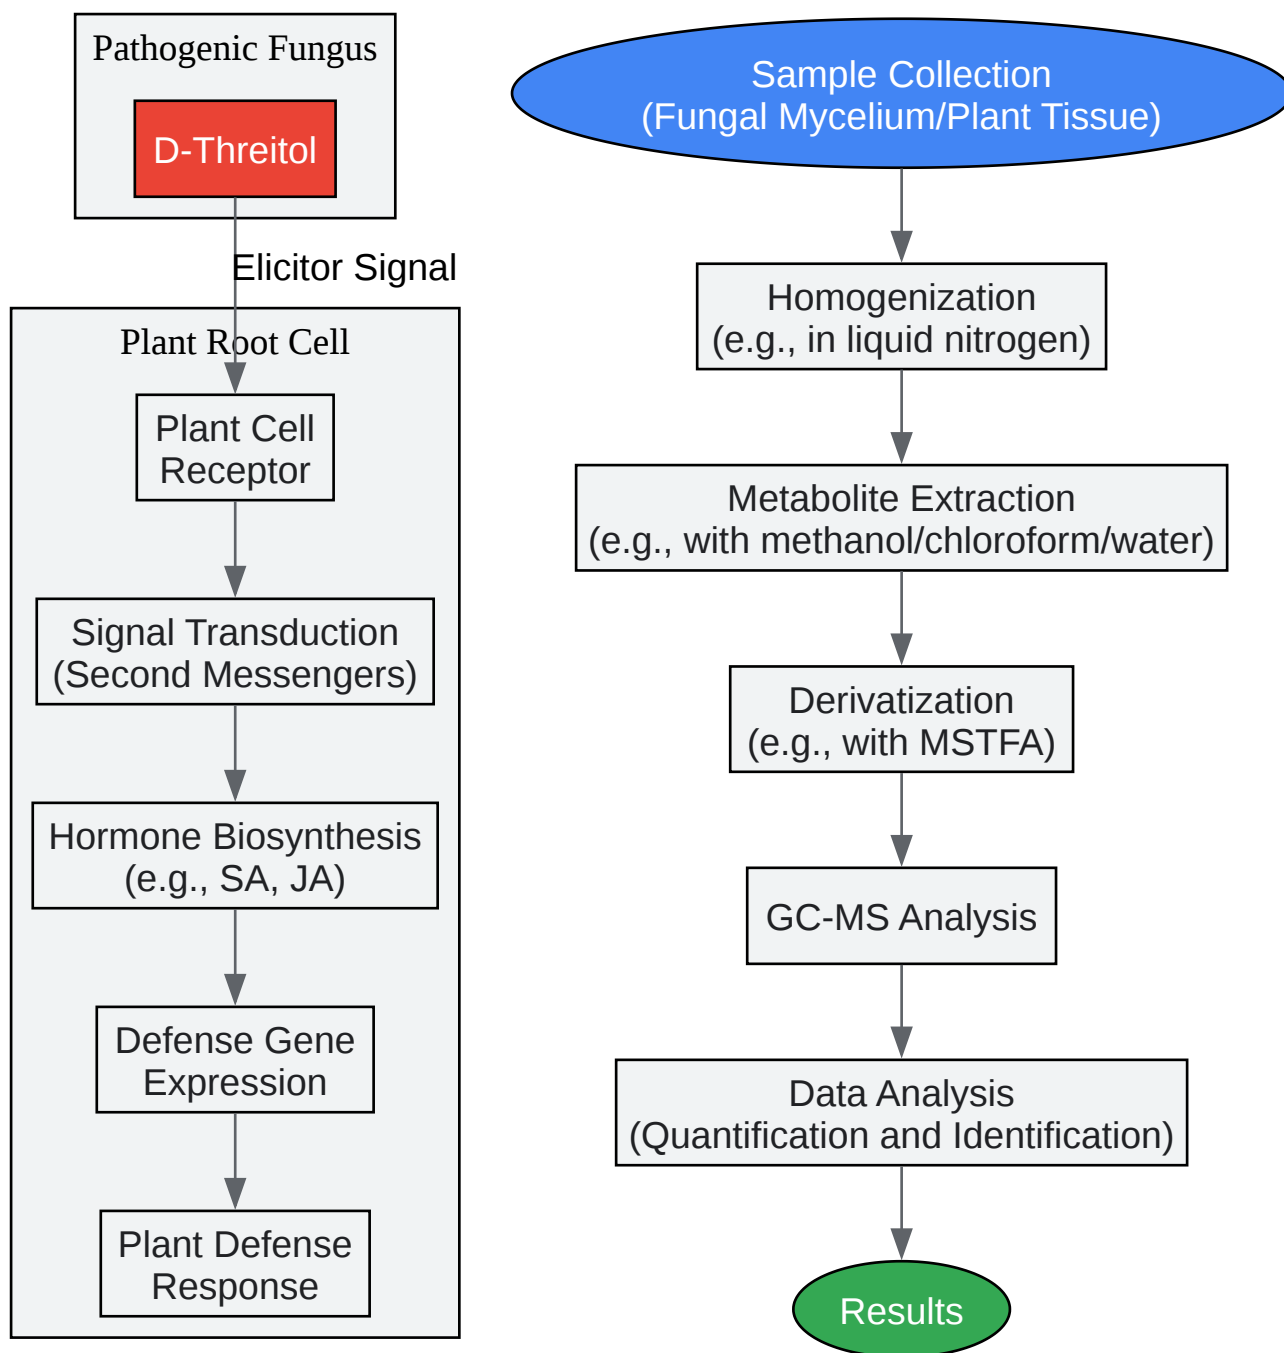 Pathogenic Fungus
D-Threitol
Elicitor Signal
Plant Root Cell
Plant Cell
Receptor
Signal Transduction
(Second Messengers)
Hormone Biosynthesis
(e.g., SA, JA)
Defense Gene
Expression
Plant Defense
Response
Sample Collection
(Fungal Mycelium/Plant Tissue)
Homogenization
(e.g., in liquid nitrogen)
Metabolite Extraction
(e.g., with methanol/chloroform/water)
Derivatization
(e.g., with MSTFA)
GC-MS Analysis
Data Analysis
(Quantification and Identification)
Results